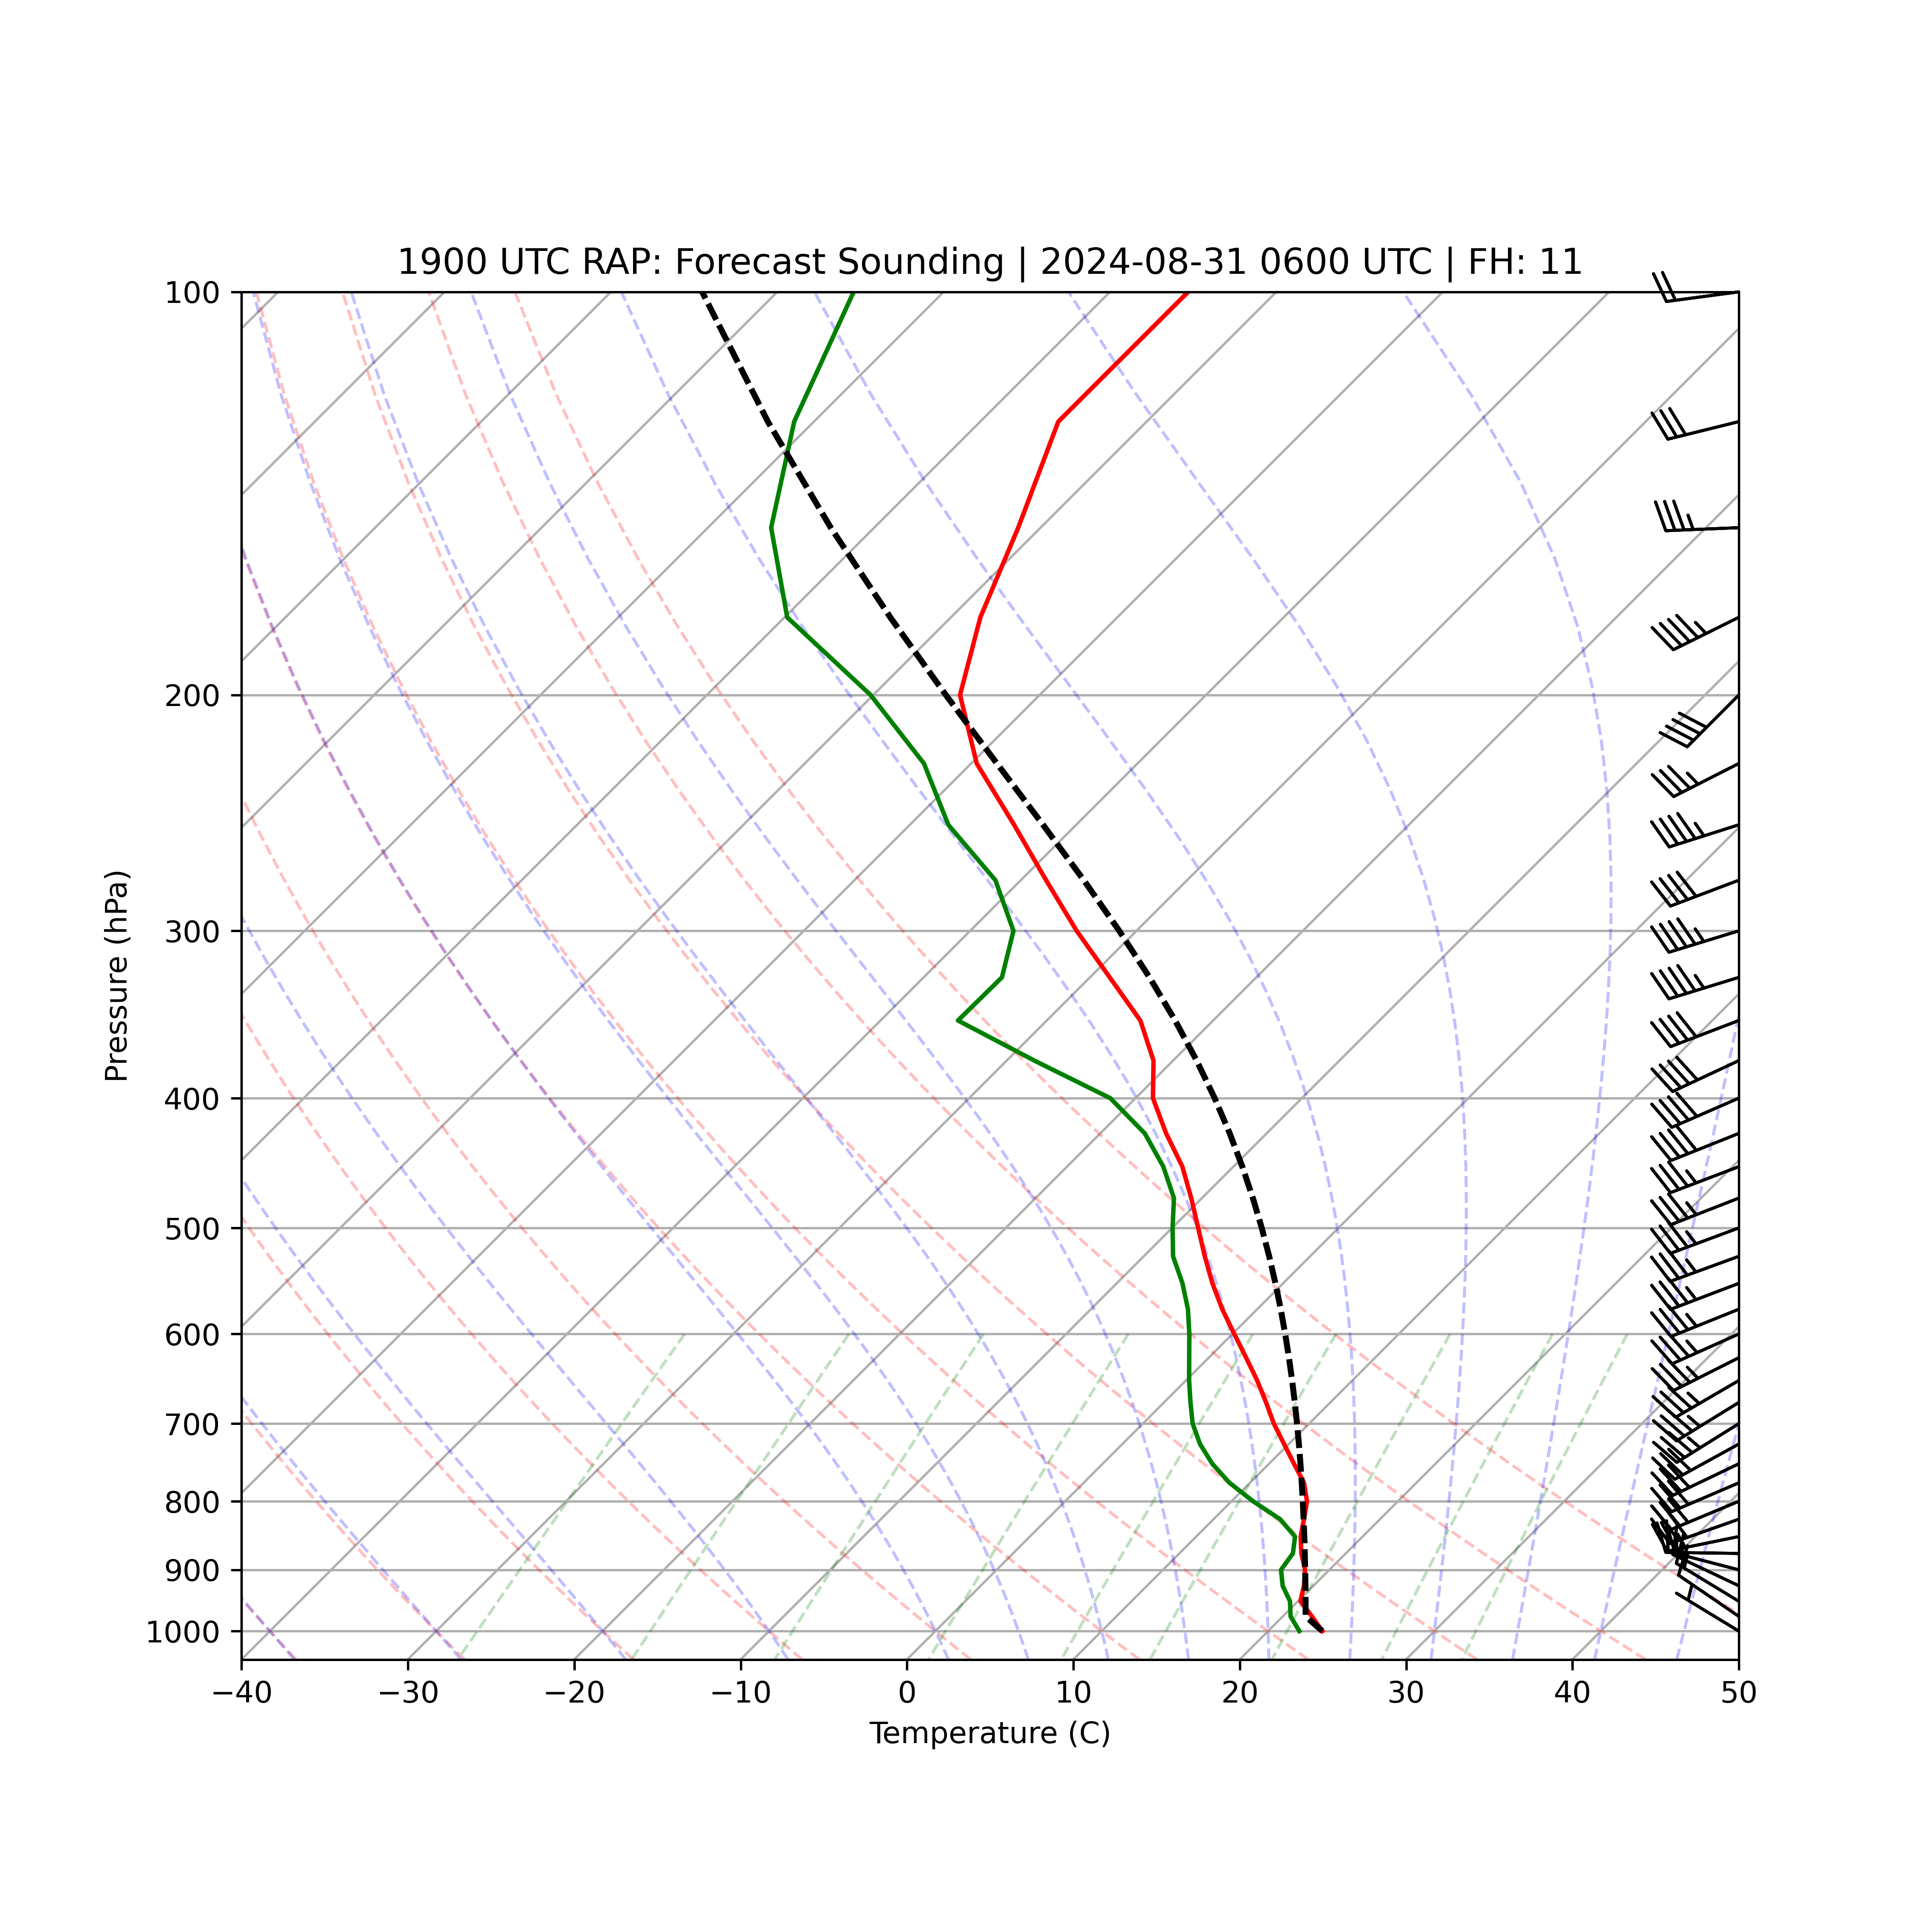 1900 UTC RAP: Forecast Sounding | 2024-08-31 0600 UTC | FH: 11
100
200
300
400
500
600
700
800
900
1000
Pressure (hPa)
−40 −30 −20 −10 0 10 20 30 40 50
Temperature (C)